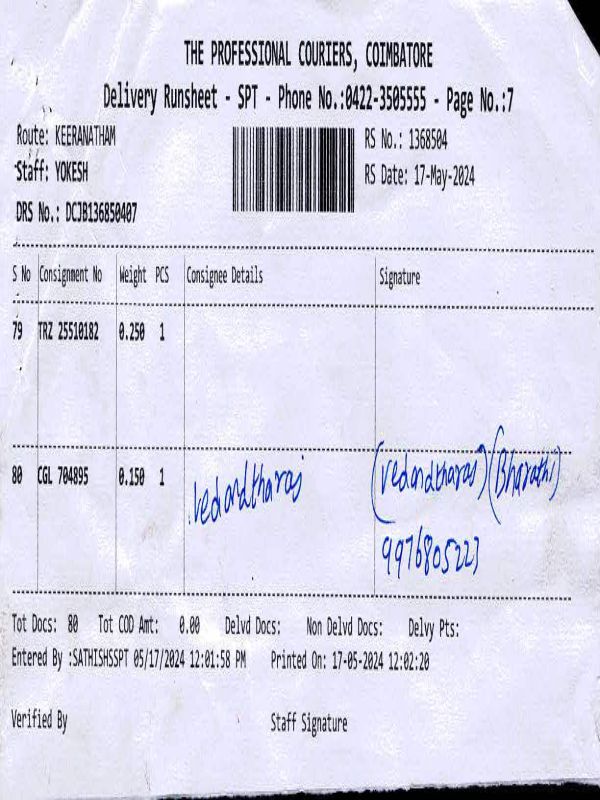 THE PROFESSIONAL COURIERS, COIMBATORE
Delivery Runsheet - SPT - Phone No.:0422-3505555 - Page No.:7
Route: KEERANATHAM
RS No.: 1368504
Staff: YOKESH
RS Date: 17-May-2024
DRS No.: DCJB136850407
S No Consignment No Weight PCS Consignee Details Signature
79 TRZ 25510182 0.250 1
80 CGL 704895 0.150 1 (Bharathi)
9976805223
Tot Docs: 80 Tot COD Amt: 0.00 Delvd Docs: Non Delvd Docs: Delvy Pts:
Entered By :SATHISHSSPT 05/17/2024 12:01:58 PM Printed On: 17-05-2024 12:02:20
Verified By Staff Signature